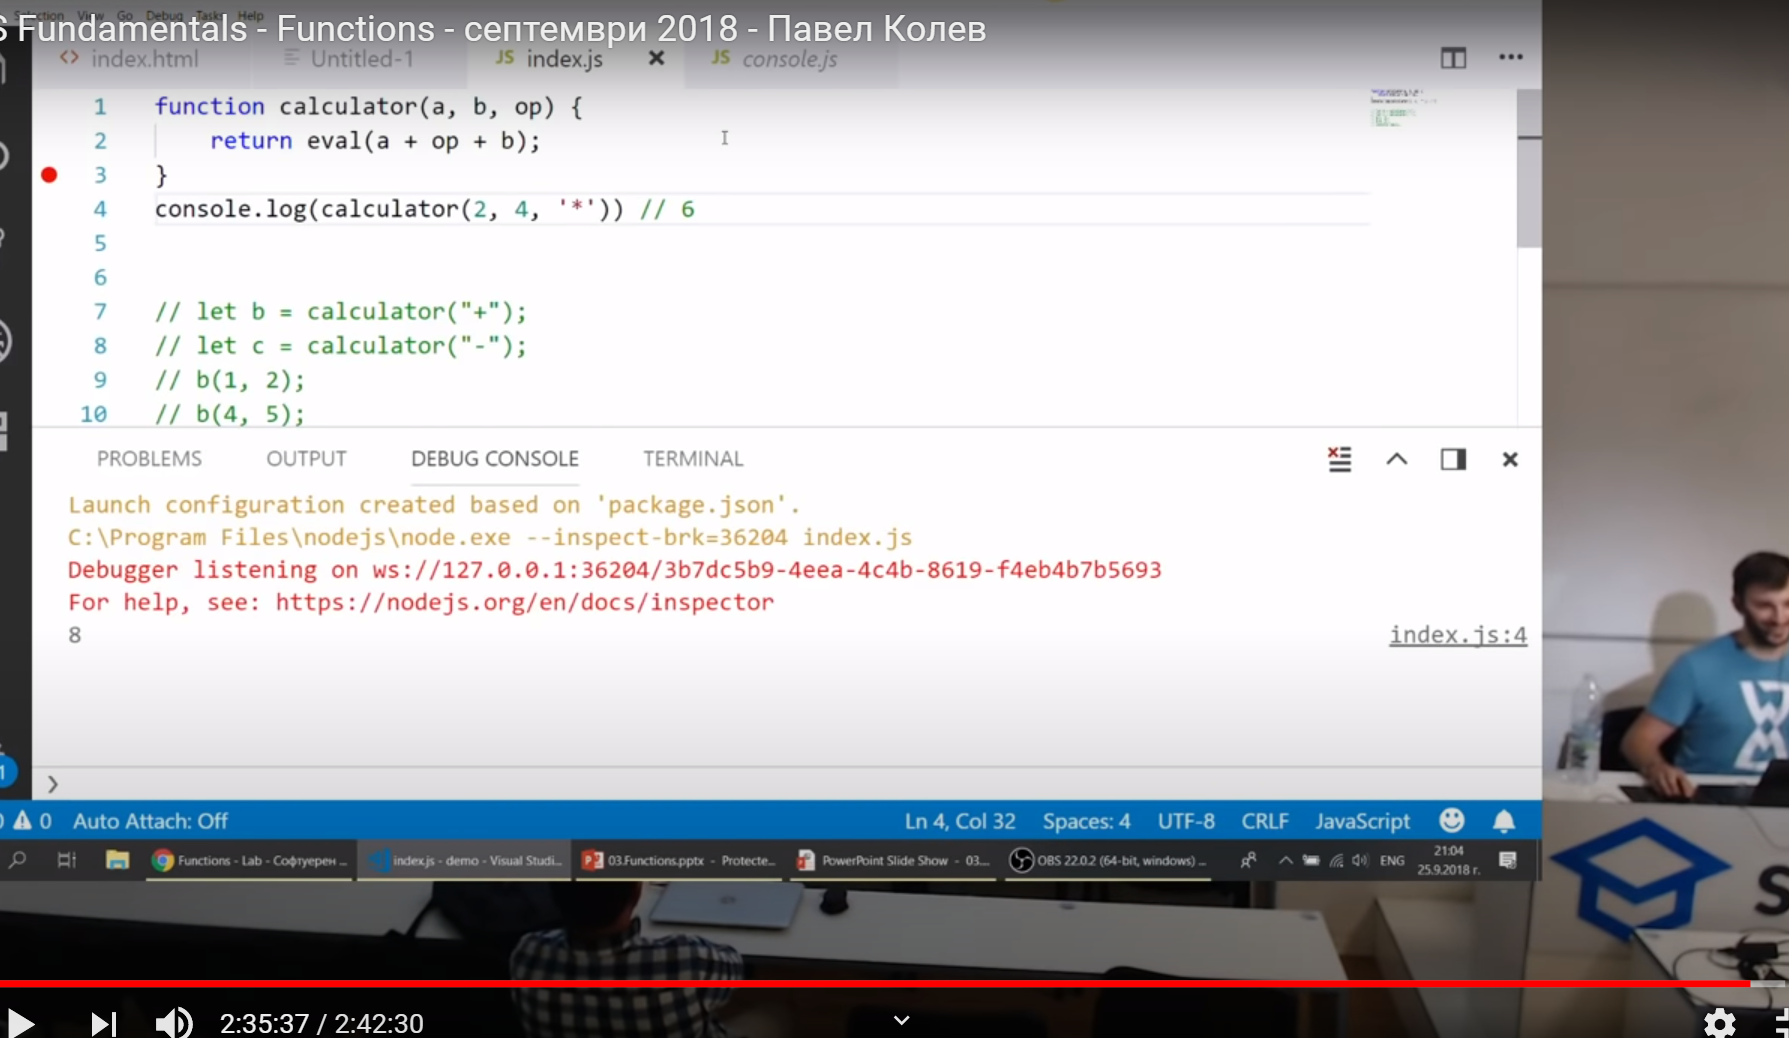 Selection View Go Debug Tasks Help
S Fundamentals - Functions - септември 2018 - Павел Колев
<> index.html Untitled-1 JS index.js JS console.js
1 function calculator(a, b, op) {
2 return eval(a + op + b);
3 }
4 console.log(calculator(2, 4, '*')) // 6
5
6
7 // let b = calculator("+");
8 // let c = calculator("-");
9 // b(1, 2);
10 // b(4, 5);
PROBLEMS OUTPUT DEBUG CONSOLE TERMINAL
Launch configuration created based on 'package.json'.
C:\Program Files\nodejs\node.exe --inspect-brk=36204 index.js
Debugger listening on ws://127.0.0.1:36204/3b7dc5b9-4eea-4c4b-8619-f4eb4b7b5693
For help, see: https://nodejs.org/en/docs/inspector
8 index.js:4
1
0 Auto Attach: Off Ln 4, Col 32 Spaces: 4 UTF-8 CRLF JavaScript
Functions - Lab - Софтуерен ... index.js - demo - Visual Studi... 03.Functions.pptx - Protecte... PowerPoint Slide Show - 03.... OBS 22.0.2 (64-bit, windows) ... ENG 21:04
25.9.2018 г.
S
2:35:37 / 2:42:30